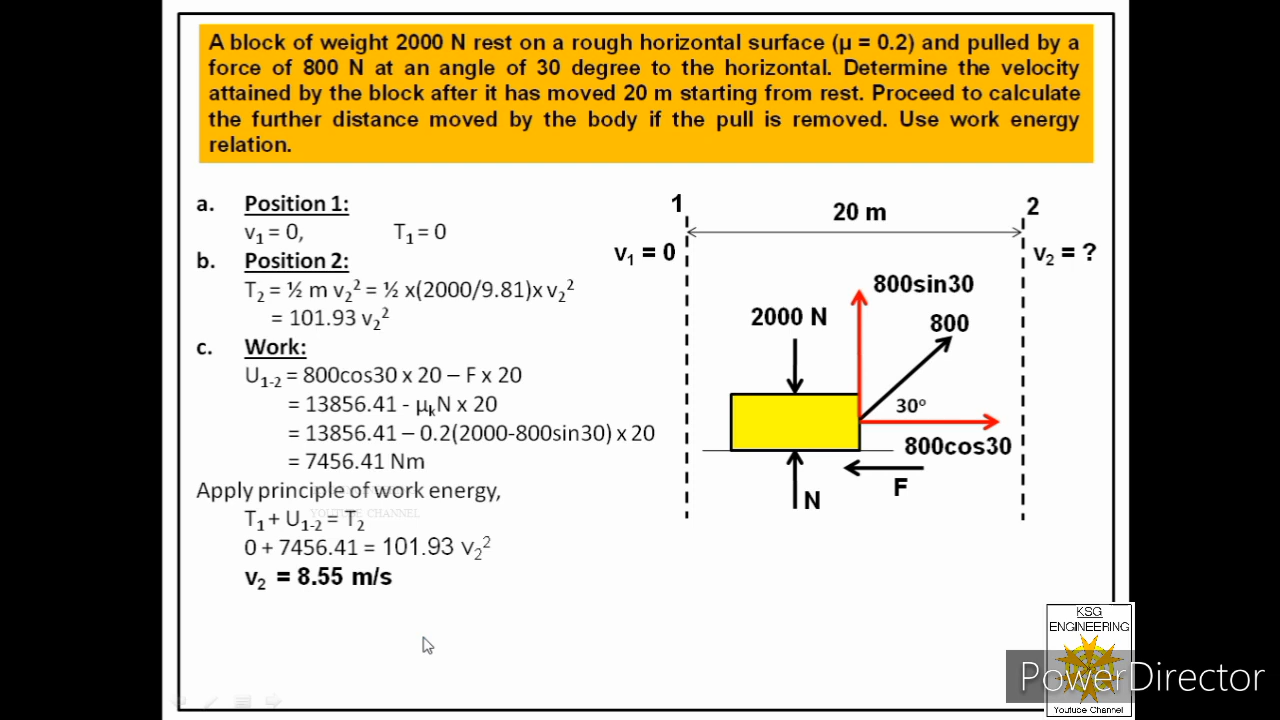 A block of weight 2000 N rest on a rough horizontal surface (μ = 0.2) and pulled by a
force of 800 N at an angle of 30 degree to the horizontal. Determine the velocity
attained by the block after it has moved 20 m starting from rest. Proceed to calculate
the further distance moved by the body if the pull is removed. Use work energy
relation.
a. Position 1:
v₁ = 0, T₁ = 0
b. Position 2:
T₂ = ½ m v₂² = ½ x(2000/9.81)x v₂²
= 101.93 v₂²
c. Work:
U₁₋₂ = 800cos30 x 20 – F x 20
= 13856.41 - μₖN x 20
= 13856.41 – 0.2(2000-800sin30) x 20
= 7456.41 Nm
Apply principle of work energy,
YOUTUBE CHANNEL
T₁ + U₁₋₂ = T₂
0 + 7456.41 = 101.93 v₂²
v₂ = 8.55 m/s
1
20 m
2
v₁ = 0
v₂ = ?
800sin30
2000 N
800
30°
800cos30
F
N
KSG
ENGINEERING
PowerDirector
Youtuce Channel